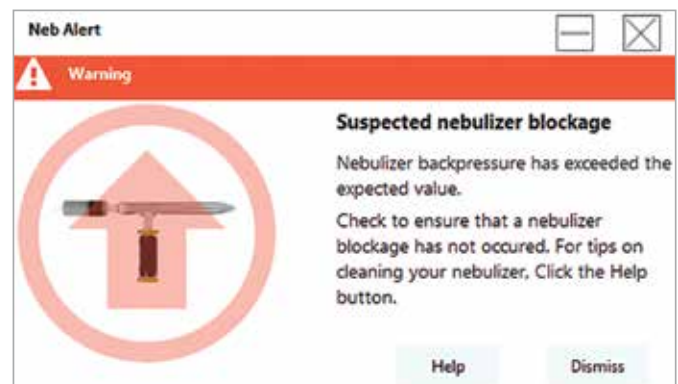 Neb Alert
Warning
Suspected nebulizer blockage
Nebulizer backpressure has exceeded the
expected value.
Check to ensure that a nebulizer
blockage has not occured. For tips on
cleaning your nebulizer, Click the Help
button.
Help
Dismiss